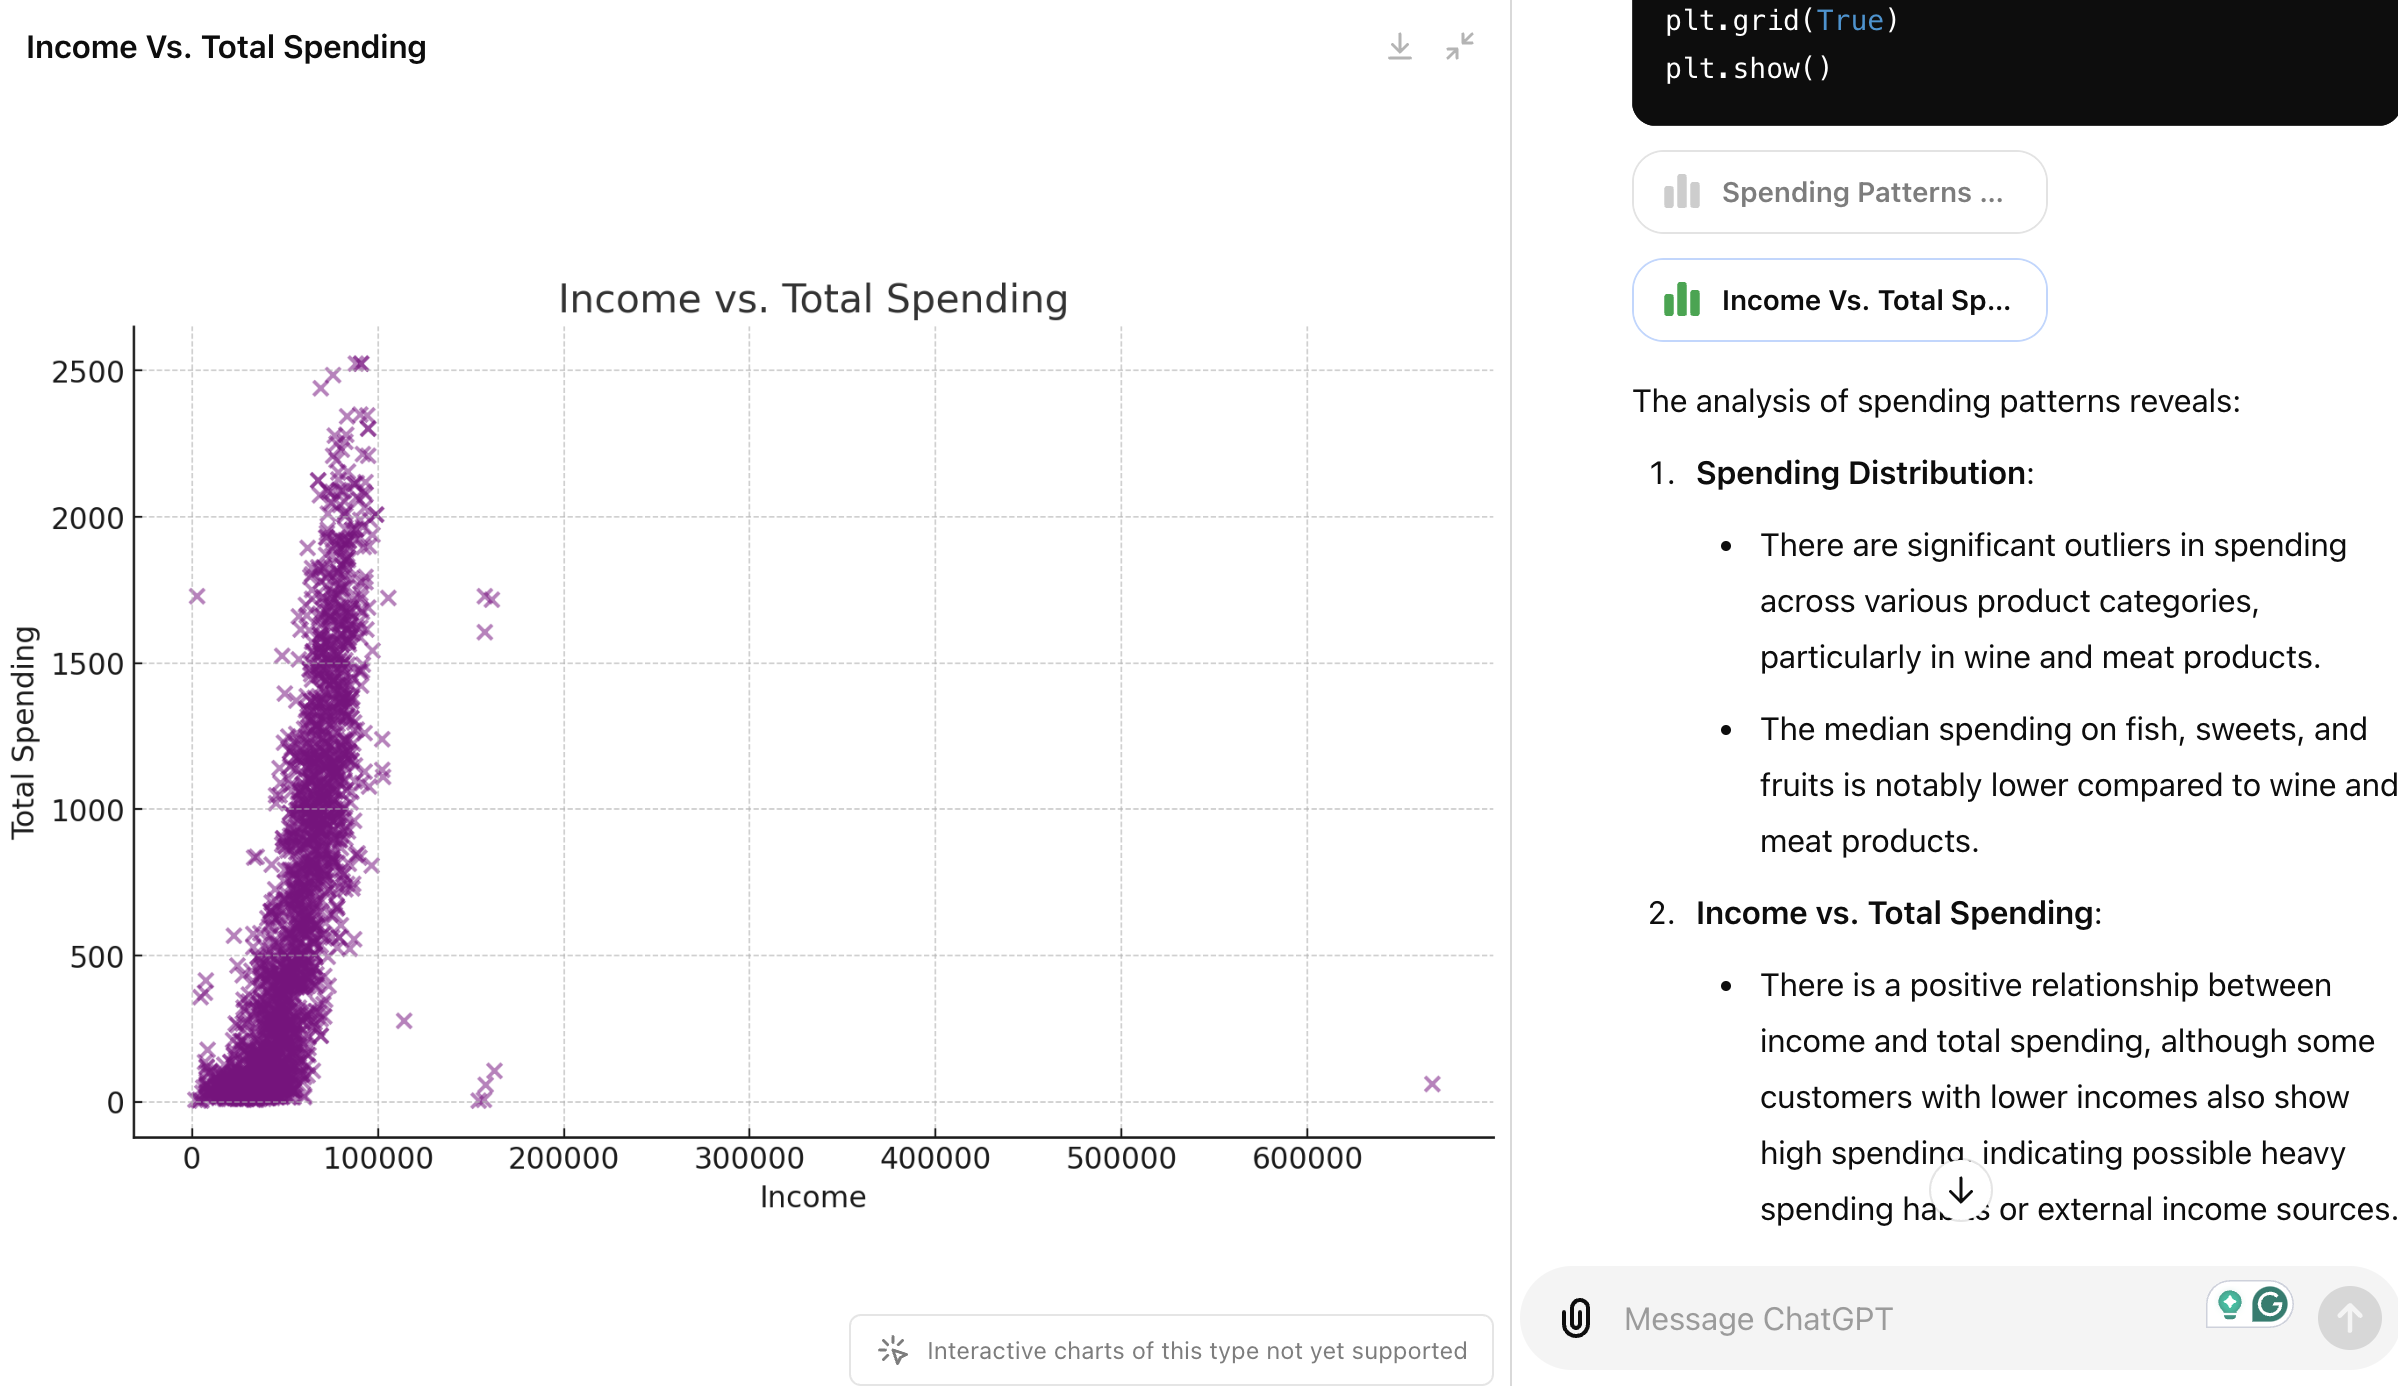 Income Vs. Total Spending
Income vs. Total Spending
2500
2000
1500
1000
500
0
Total Spending
0 100000 200000 300000 400000 500000 600000
Income
Interactive charts of this type not yet supported
plt.grid(True)
plt.show()
Spending Patterns ...
Income Vs. Total Sp...
The analysis of spending patterns reveals:
1. Spending Distribution:
• There are significant outliers in spending
across various product categories,
particularly in wine and meat products.
• The median spending on fish, sweets, and
fruits is notably lower compared to wine and
meat products.
2. Income vs. Total Spending:
• There is a positive relationship between
income and total spending, although some
customers with lower incomes also show
high spending, indicating possible heavy
spending habits or external income sources.
Message ChatGPT